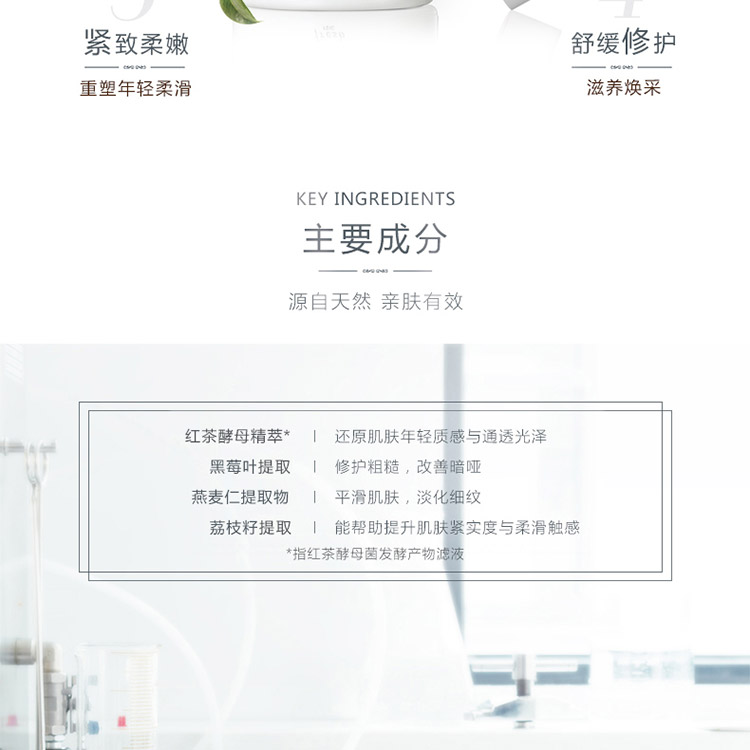 紧致柔嫩
重塑年轻柔滑
舒缓修护
滋养焕采
KEY INGREDIENTS
主要成分
源自天然 亲肤有效
红茶酵母精萃* | 还原肌肤年轻质感与通透光泽
黑莓叶提取 | 修护粗糙，改善暗哑
燕麦仁提取物 | 平滑肌肤，淡化细纹
荔枝籽提取 | 能帮助提升肌肤紧实度与柔滑触感
*指红茶酵母菌发酵产物滤液